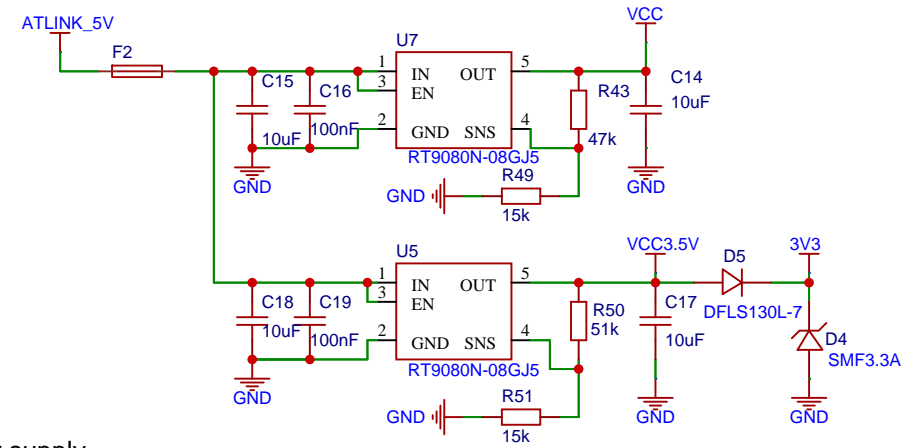 ATLINK_5V
F2
C15
10uF
C16
100nF
GND
U7
1
IN
3
EN
2
GND
OUT
5
SNS
4
RT9080N-08GJ5
VCC
R43
47k
C14
10uF
GND
R49
15k
GND
C18
10uF
C19
100nF
GND
U5
1
IN
3
EN
2
GND
OUT
5
SNS
4
RT9080N-08GJ5
VCC3.5V
R50
51k
C17
10uF
GND
R51
15k
GND
D5
DFLS130L-7
3V3
D4
SMF3.3A
GND
supply